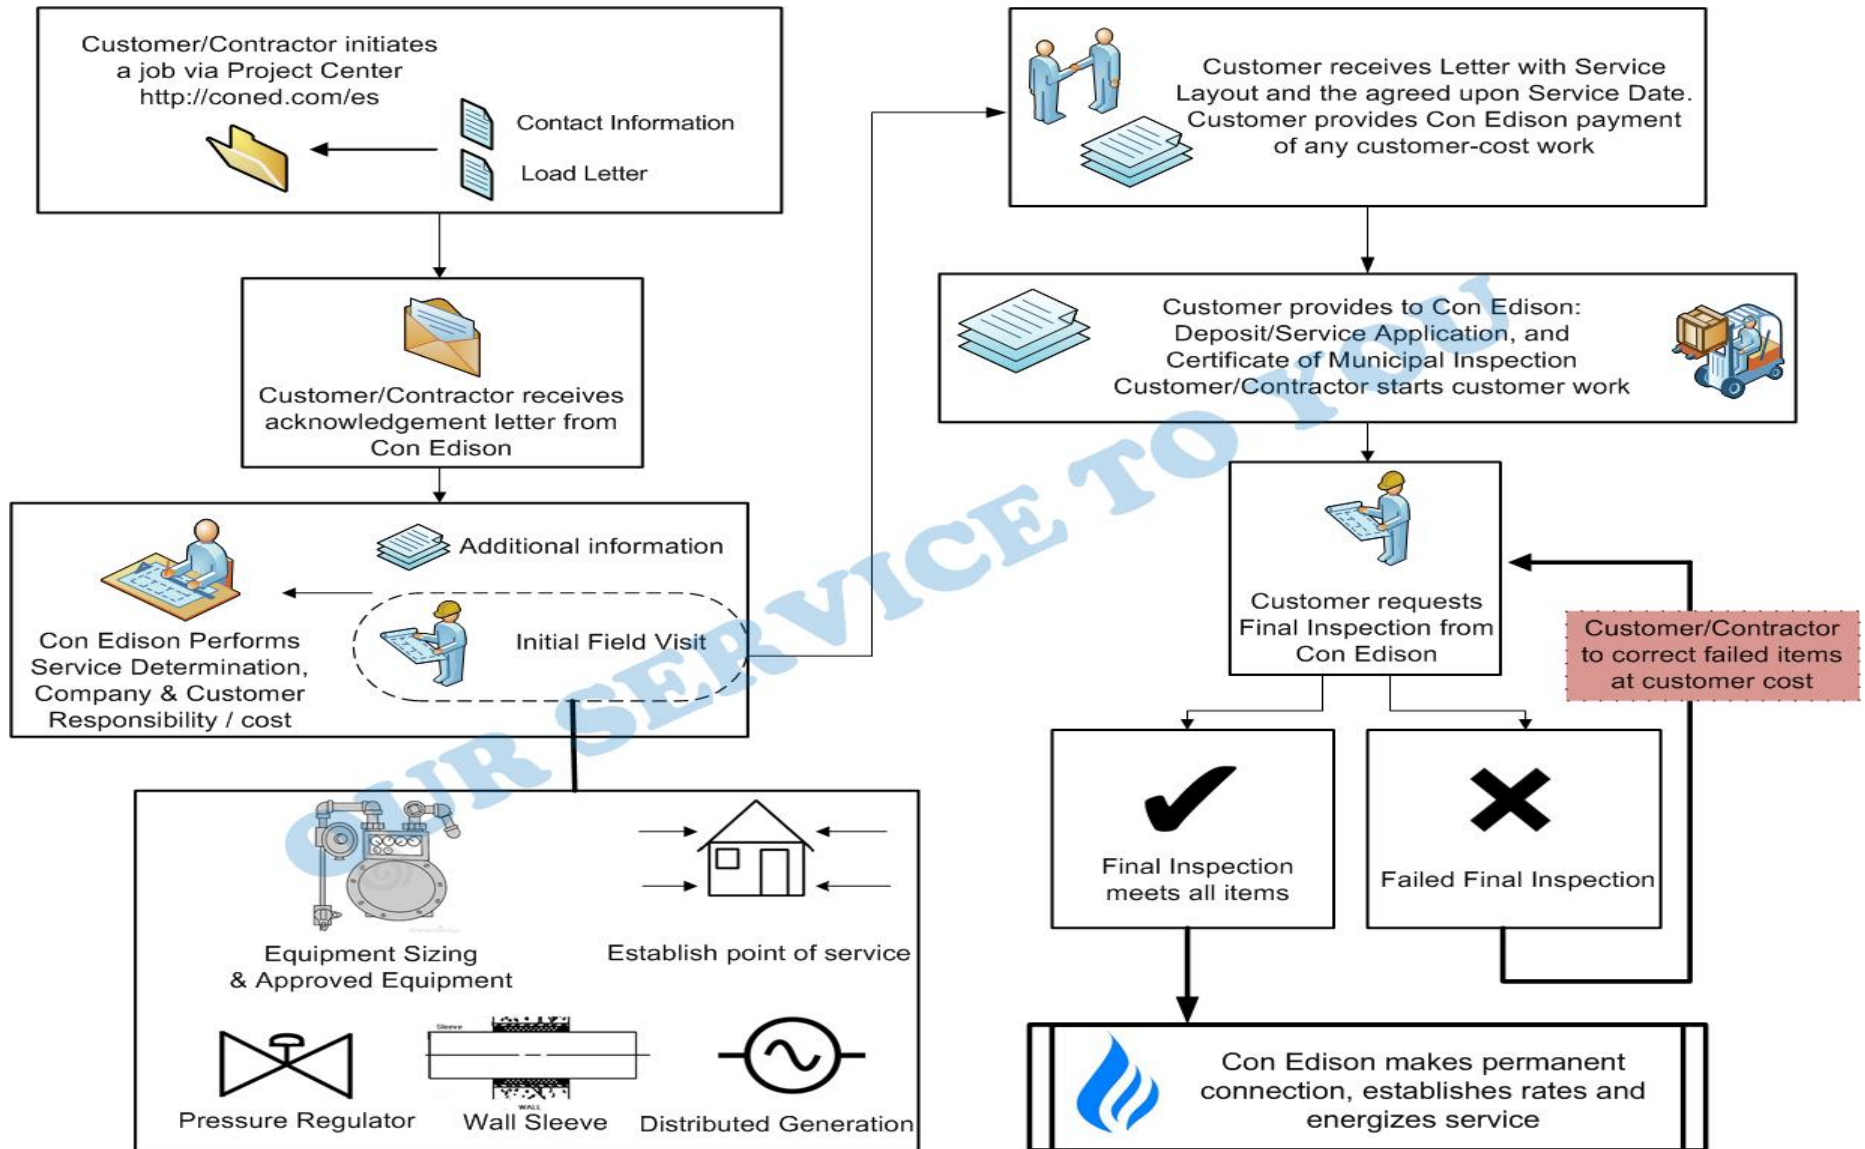 Customer/Contractor initiates
a job via Project Center
http://coned.com/es
Contact Information
Load Letter
Customer/Contractor receives
acknowledgement letter from
Con Edison
Additional information
Initial Field Visit
Con Edison Performs
Service Determination,
Company & Customer
Responsibility / cost
Equipment Sizing
& Approved Equipment
Establish point of service
Pressure Regulator
Sleeve
WALL
Wall Sleeve
Distributed Generation
Customer receives Letter with Service
Layout and the agreed upon Service Date.
Customer provides Con Edison payment
of any customer-cost work
Customer provides to Con Edison:
Deposit/Service Application, and
Certificate of Municipal Inspection
Customer/Contractor starts customer work
Customer requests
Final Inspection from
Con Edison
Customer/Contractor
to correct failed items
at customer cost
Final Inspection
meets all items
Failed Final Inspection
Con Edison makes permanent
connection, establishes rates and
energizes service
OUR SERVICE TO YOU